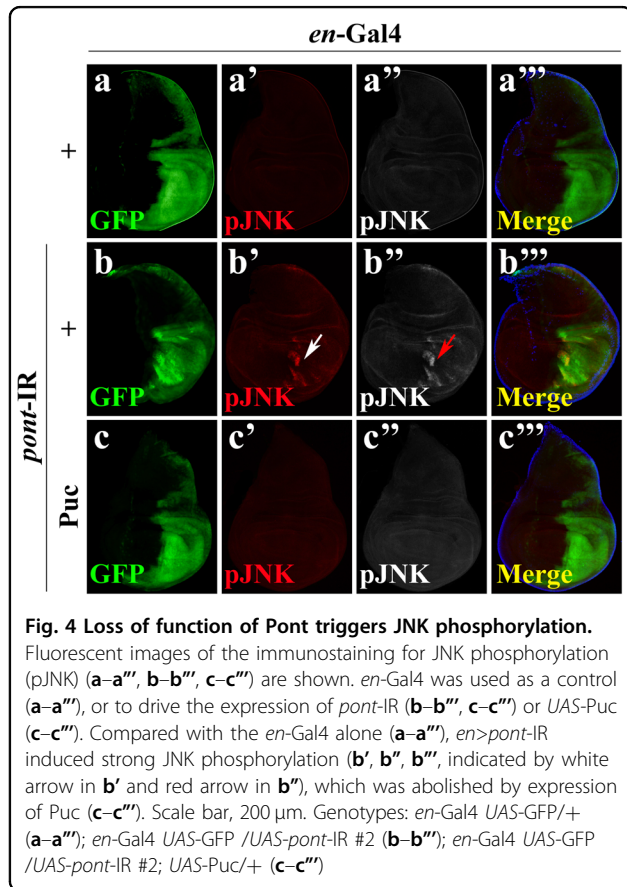 en-Gal4
a a’ a’’ a’’’
+
GFP pJNK pJNK Merge
b b’ b’’ b’’’
+
GFP pJNK pJNK Merge
pont-IR
c c’ c’’ c’’’
Puc
GFP pJNK pJNK Merge
Fig. 4 Loss of function of Pont triggers JNK phosphorylation.
Fluorescent images of the immunostaining for JNK phosphorylation
(pJNK) (a–a′′′, b–b′′′, c–c′′′) are shown. en-Gal4 was used as a control
(a–a′′′), or to drive the expression of pont-IR (b–b′′′, c–c′′′) or UAS-Puc
(c–c′′′). Compared with the en-Gal4 alone (a–a′′′), en>pont-IR
induced strong JNK phosphorylation (b′, b′′, b′′′, indicated by white
arrow in b′ and red arrow in b′′), which was abolished by expression
of Puc (c–c′′′). Scale bar, 200 μm. Genotypes: en-Gal4 UAS-GFP/+
(a–a′′′); en-Gal4 UAS-GFP /UAS-pont-IR #2 (b–b′′′); en-Gal4 UAS-GFP
/UAS-pont-IR #2; UAS-Puc/+ (c–c′′′)